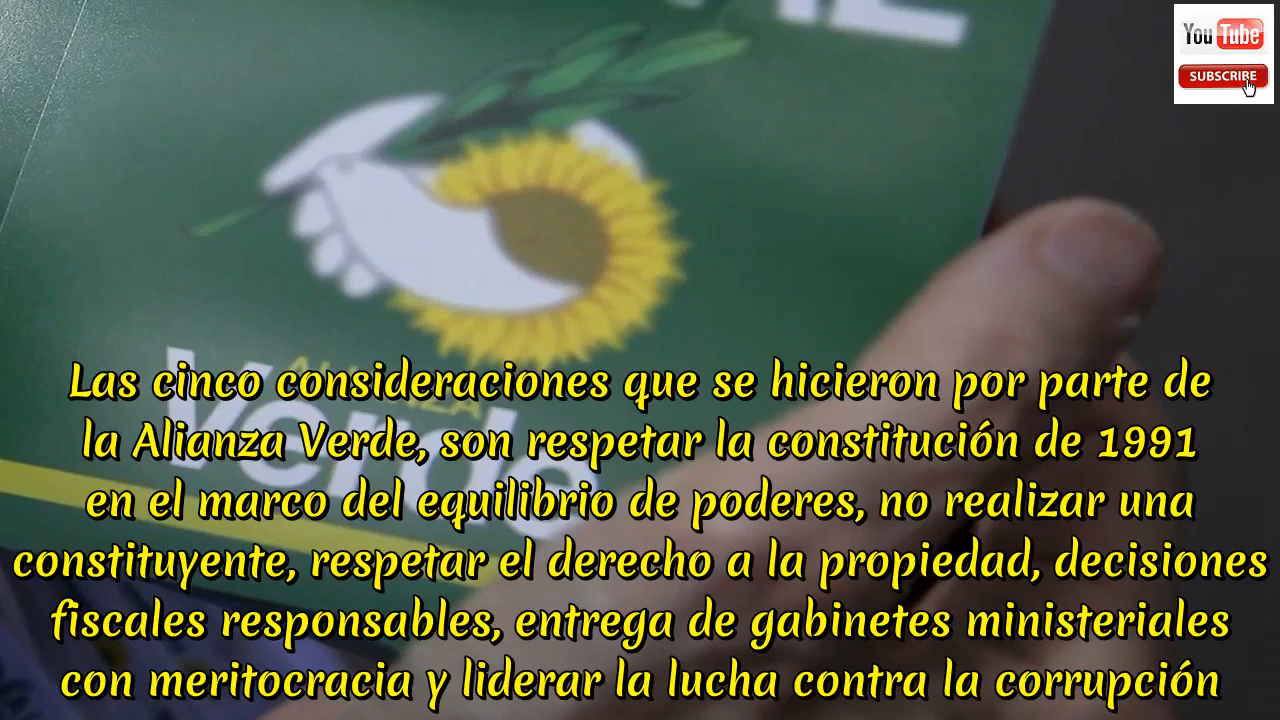 You Tube
SUBSCRIBE
ALIANZA
Verde
Las cinco consideraciones que se hicieron por parte de
la Alianza Verde, son respetar la constitución de 1991
en el marco del equilibrio de poderes, no realizar una
constituyente, respetar el derecho a la propiedad, decisiones
fiscales responsables, entrega de gabinetes ministeriales
con meritocracia y liderar la lucha contra la corrupción